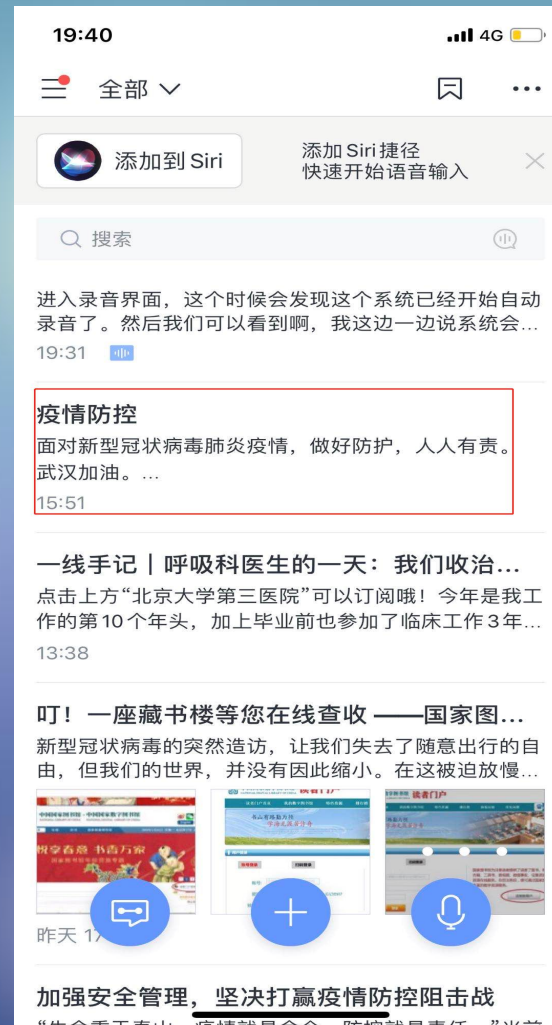 19:40
4G
全部
添加到 Siri
添加 Siri 捷径
快速开始语音输入
搜索
进入录音界面，这个时候会发现这个系统已经开始自动
录音了。然后我们可以看到啊，我这边一边说系统会...
19:31
疫情防控
面对新型冠状病毒肺炎疫情，做好防护，人人有责。
武汉加油。...
15:51
一线手记｜呼吸科医生的一天：我们收治...
点击上方“北京大学第三医院”可以订阅哦！今年是我工
作的第10个年头，加上毕业前也参加了临床工作3年...
13:38
叮！一座藏书楼等您在线查收 ——国家图...
新型冠状病毒的突然造访，让我们失去了随意出行的自
由，但我们的世界，并没有因此缩小。在这被迫放慢...
悦享春意 书香万家
读者门户
昨天 17
加强安全管理，坚决打赢疫情防控阻击战